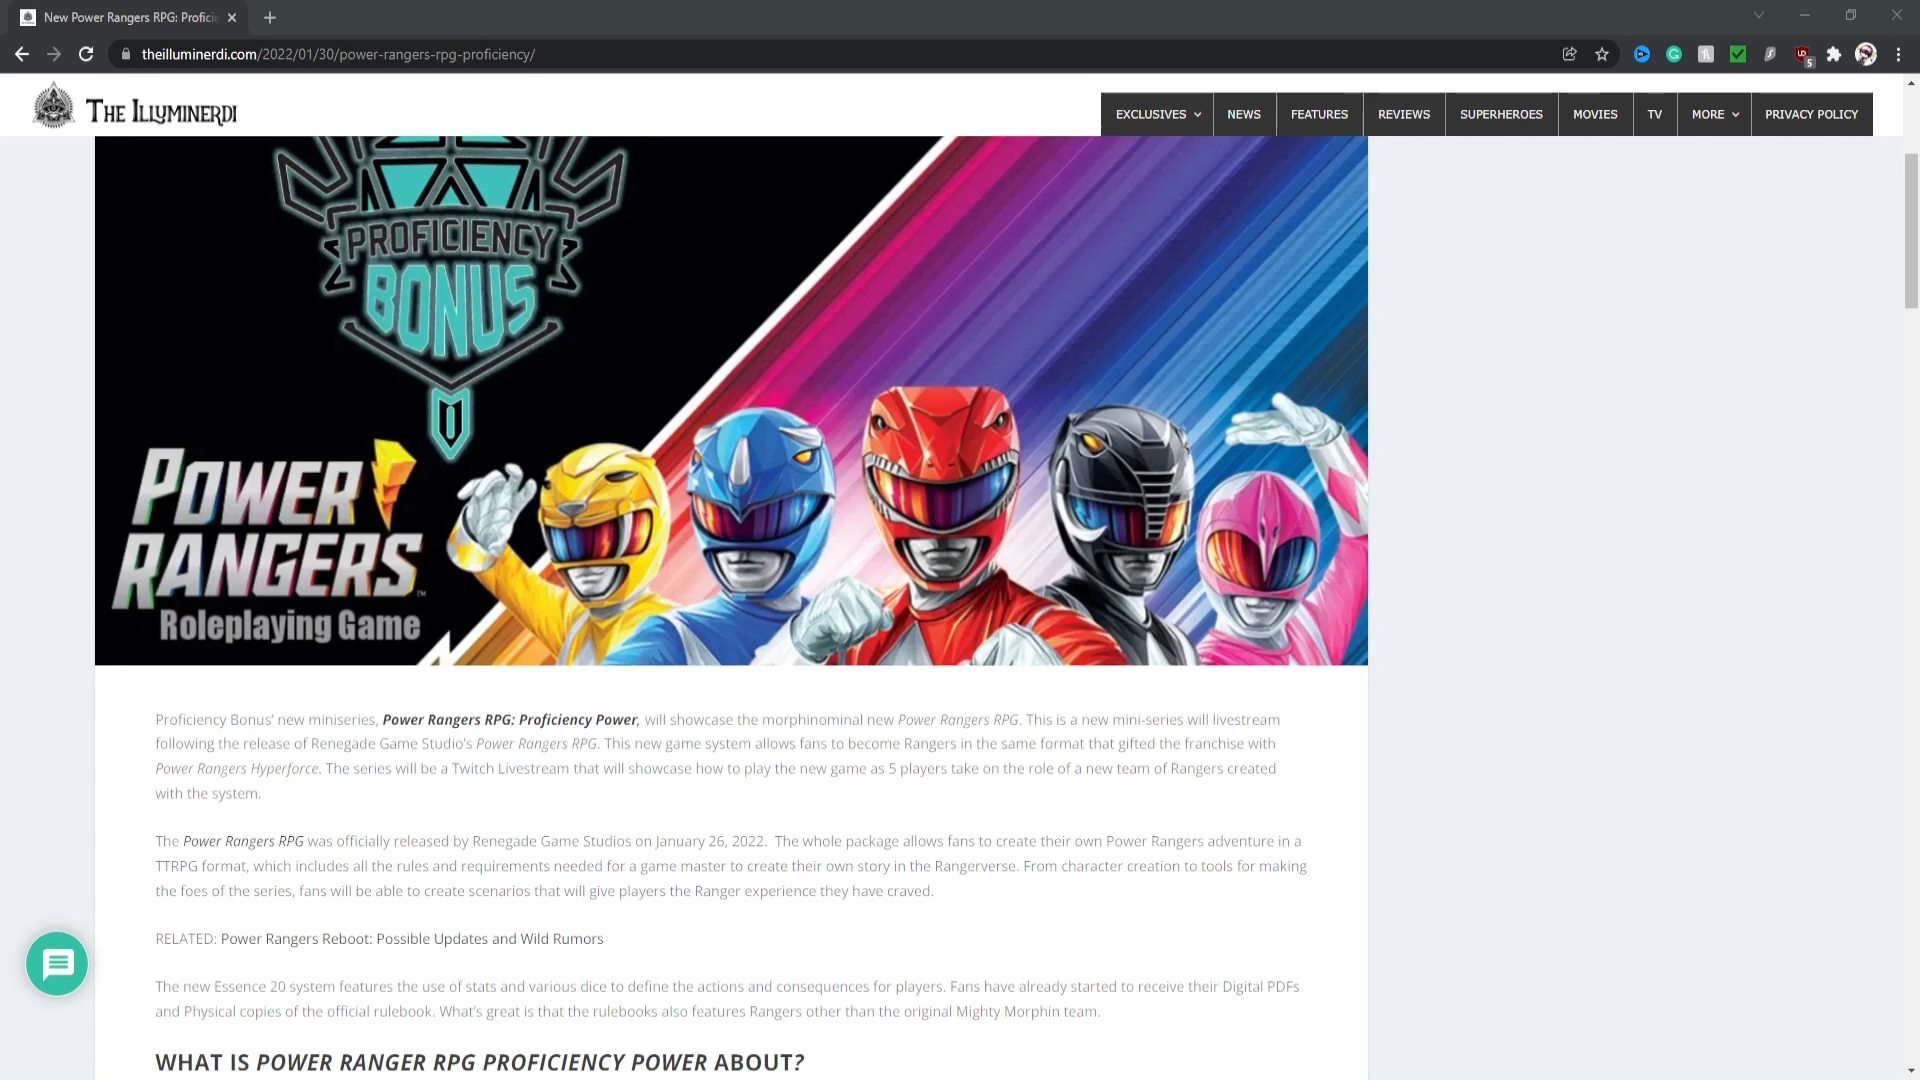 New Power Rangers RPG: Profici
theilluminerdi.com/2022/01/30/power-rangers-rpg-proficiency/
5
THE ILLUMINERDI
EXCLUSIVES NEWS FEATURES REVIEWS SUPERHEROES MOVIES TV MORE PRIVACY POLICY
PROFICIENCY
BONUS
POWER
RANGERS
Roleplaying Game
Proficiency Bonus’ new miniseries, Power Rangers RPG: Proficiency Power, will showcase the morphinominal new Power Rangers RPG. This is a new mini-series will livestream
following the release of Renegade Game Studio’s Power Rangers RPG. This new game system allows fans to become Rangers in the same format that gifted the franchise with
Power Rangers Hyperforce. The series will be a Twitch Livestream that will showcase how to play the new game as 5 players take on the role of a new team of Rangers created
with the system.
The Power Rangers RPG was officially released by Renegade Game Studios on January 26, 2022. The whole package allows fans to create their own Power Rangers adventure in a
TTRPG format, which includes all the rules and requirements needed for a game master to create their own story in the Rangerverse. From character creation to tools for making
the foes of the series, fans will be able to create scenarios that will give players the Ranger experience they have craved.
RELATED: Power Rangers Reboot: Possible Updates and Wild Rumors
The new Essence 20 system features the use of stats and various dice to define the actions and consequences for players. Fans have already started to receive their Digital PDFs
and Physical copies of the official rulebook. What’s great is that the rulebooks also features Rangers other than the original Mighty Morphin team.
WHAT IS POWER RANGER RPG PROFICIENCY POWER ABOUT?